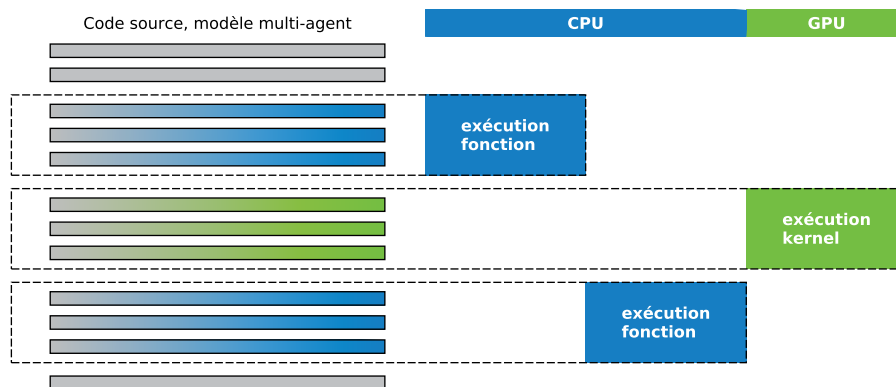 Code source, modèle multi-agent
CPU
GPU
exécution
fonction
exécution
kernel
exécution
fonction